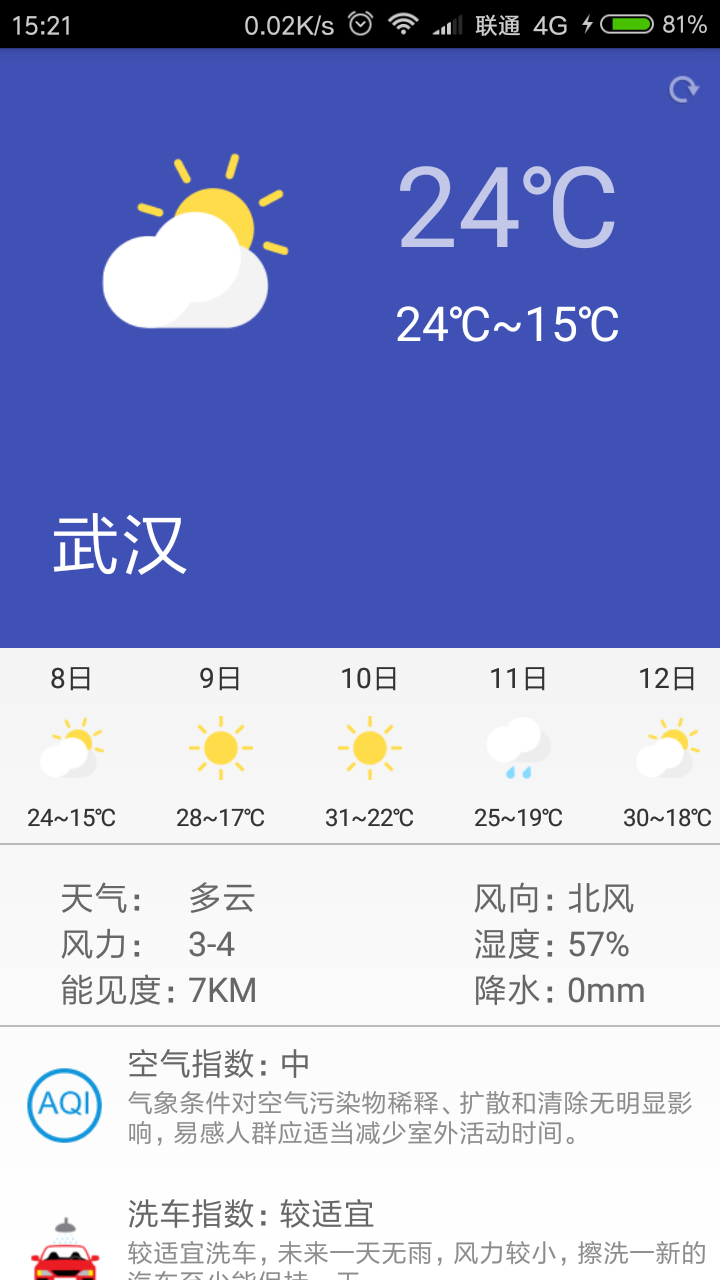 15:21 0.02K/s 联通 4G 81%
24℃
24℃~15℃
武汉
8日 9日 10日 11日 12日
24~15℃ 28~17℃ 31~22℃ 25~19℃ 30~18℃
天气： 多云 风向：北风
风力： 3-4 湿度：57%
能见度：7KM 降水：0mm
空气指数：中
AQI
气象条件对空气污染物稀释、扩散和清除无明显影
响，易感人群应适当减少室外活动时间。
洗车指数：较适宜
较适宜洗车，未来一天无雨，风力较小，擦洗一新的